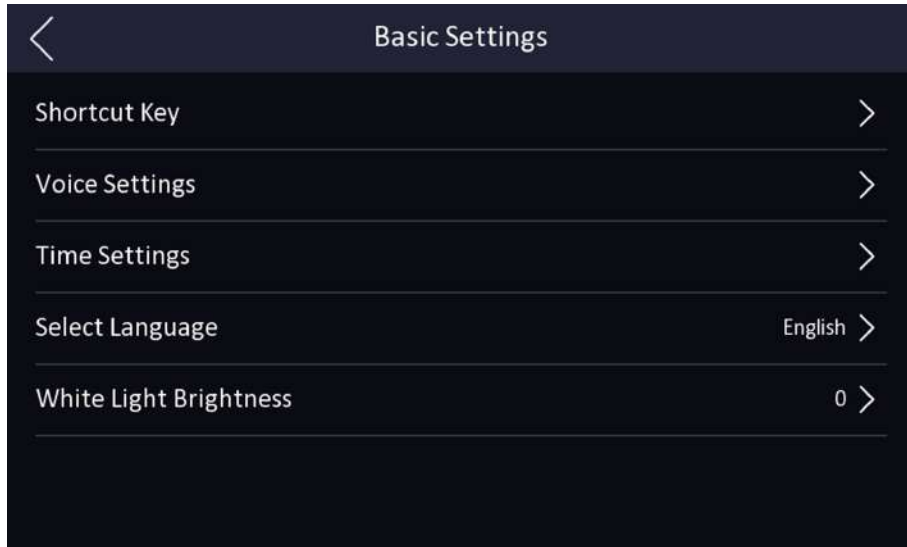 Basic Settings
Shortcut Key
Voice Settings
Time Settings
Select Language English
White Light Brightness 0